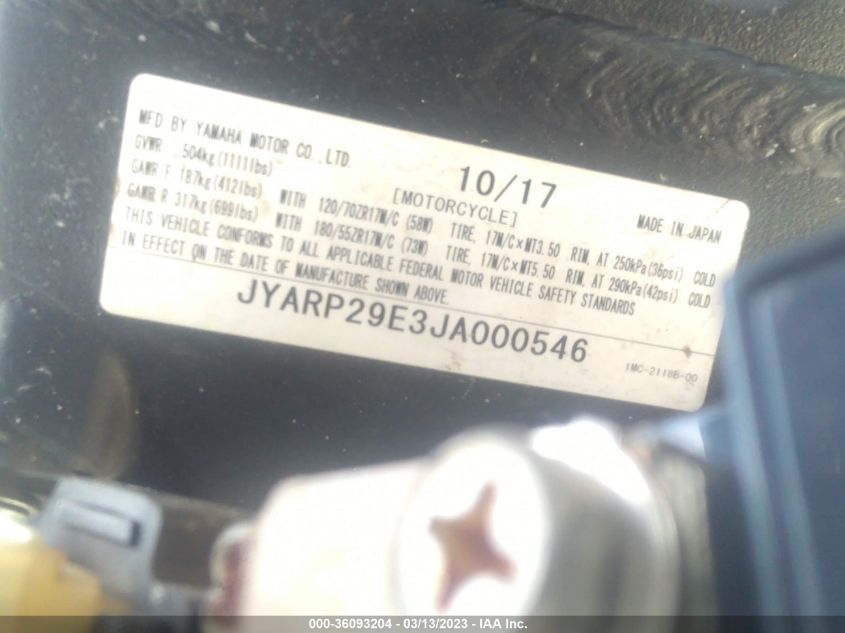 MFD BY YAMAHA MOTOR CO.,LTD. 10/17
GVWR . 504kg(1111lbs) [MOTORCYCLE] MADE IN JAPAN
GAWR F. 187kg(412lbs) WITH 120/70ZR17M/C (58W) TIRE, 17M/C×MT3.50 RIM, AT 250kPa(36psi) COLD
GAWR R. 317kg(699lbs) WITH 180/55ZR17M/C (73W) TIRE, 17M/C×MT5.50 RIM, AT 290kPa(42psi) COLD
THIS VEHICLE CONFORMS TO ALL APPLICABLE FEDERAL MOTOR VEHICLE SAFETY STANDARDS
IN EFFECT ON THE DATE OF MANUFACTURE SHOWN ABOVE.
JYARP29E3JA000546
1MC-2118B-00
000-36093204 - 03/13/2023 - IAA Inc.